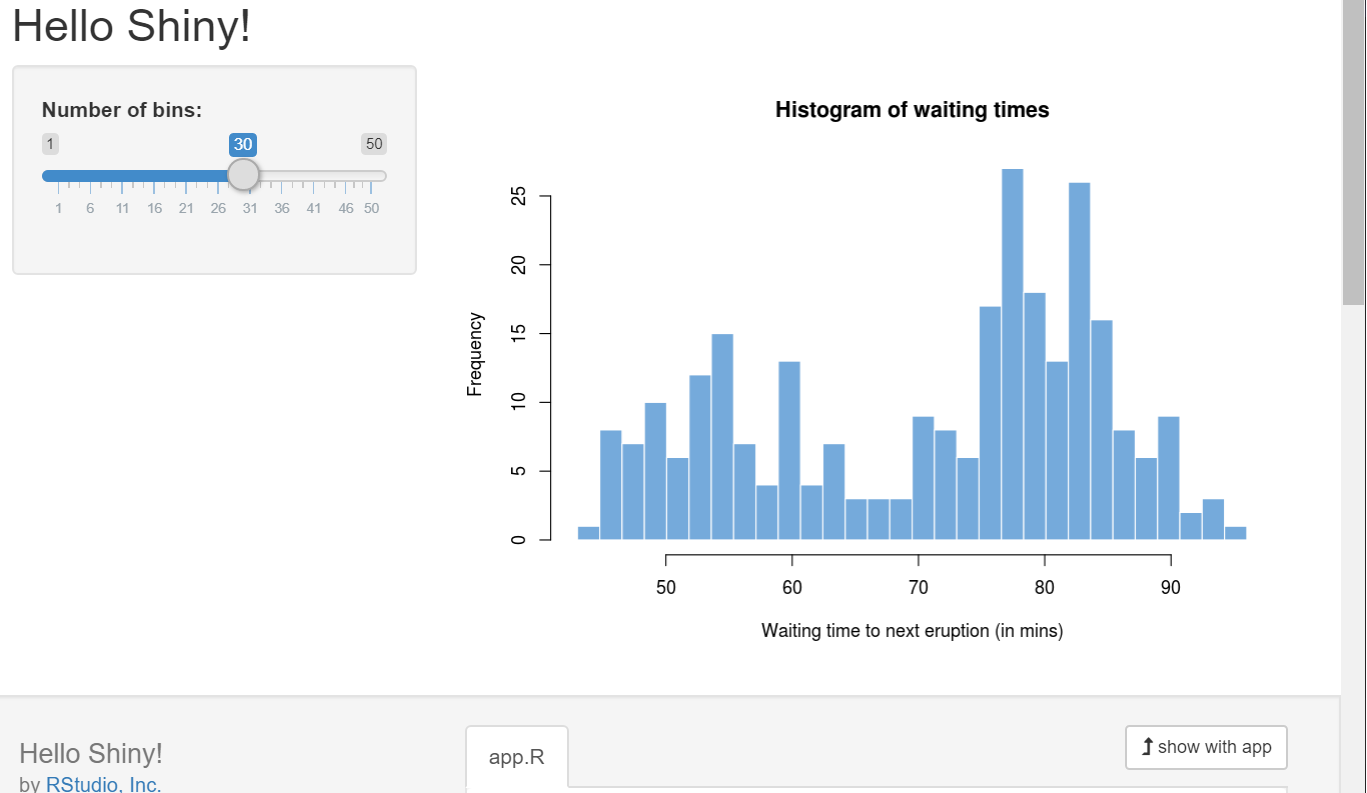 Hello Shiny!
Number of bins:
1 30 50
1 6 11 16 21 26 31 36 41 46 50
Histogram of waiting times
Frequency
25
20
15
10
5
0
50 60 70 80 90
Waiting time to next eruption (in mins)
Hello Shiny!
by RStudio, Inc.
app.R
show with app